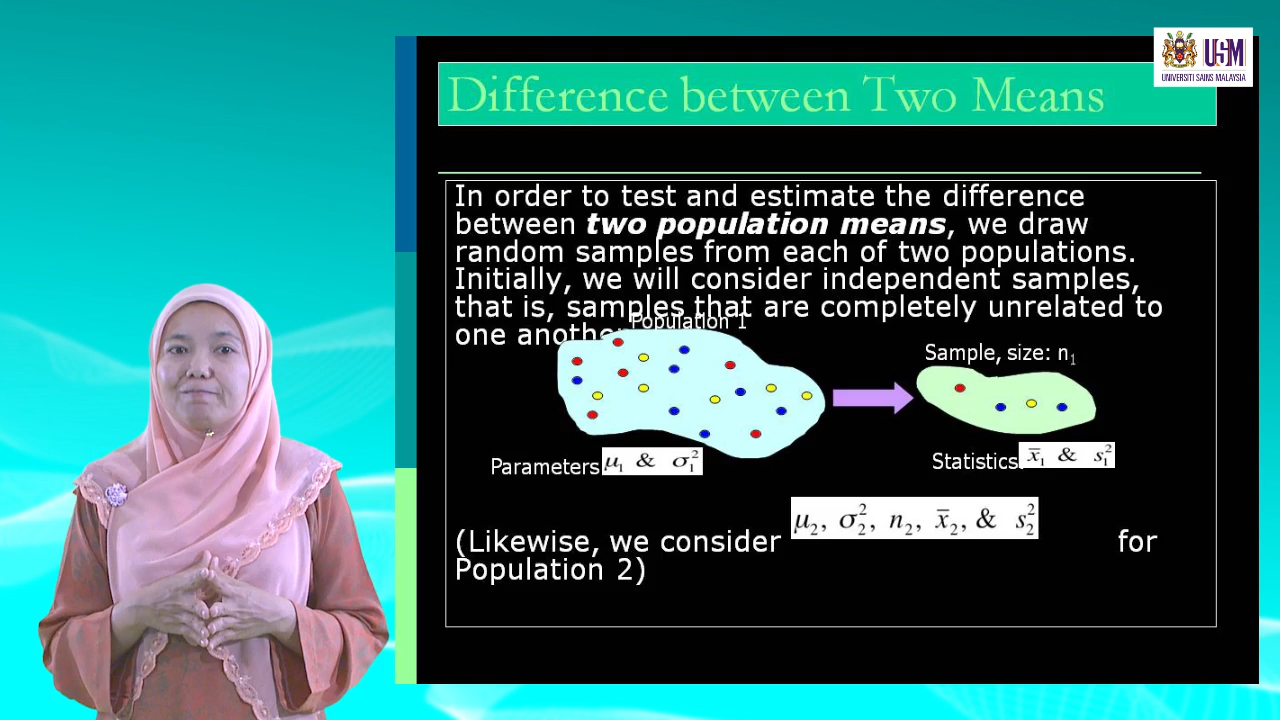 USM
UNIVERSITI SAINS MALAYSIA
Difference between Two Means
In order to test and estimate the difference
between two population means, we draw
random samples from each of two populations.
Initially, we will consider independent samples,
that is, samples that are completely unrelated to
one anothe
Population 1
Sample, size: n₁
Parameters μ₁ & σ₁²
Statistics: x̄₁ & s₁²
(Likewise, we consider μ₂, σ₂², n₂, x̄₂, & s₂² for
Population 2)